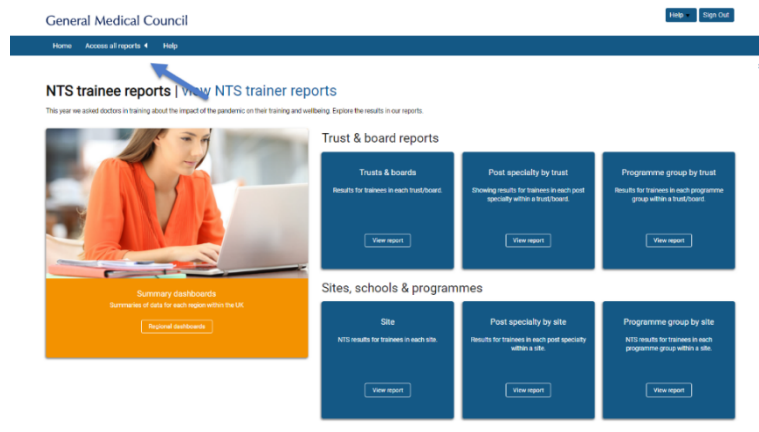 General Medical Council
Help
Sign Out
Home Access all reports Help
NTS trainee reports | view NTS trainer reports
This year we asked doctors in training about the impact of the pandemic on their training and wellbeing. Explore the results in our reports.
Summary dashboards
Summaries of data for each region within the UK
Regional dashboards
Trust & board reports
Trusts & boards
Results for trainees in each trust/board.
View report
Post specialty by trust
Showing results for trainees in each post
specialty within a trust/board.
View report
Programme group by trust
Results for trainees in each programme
group within a trust/board.
View report
Sites, schools & programmes
Site
NTS results for trainees in each site.
View report
Post specialty by site
Results for trainees in each post specialty
within a site.
View report
Programme group by site
NTS results for trainees in each
programme group within a site.
View report